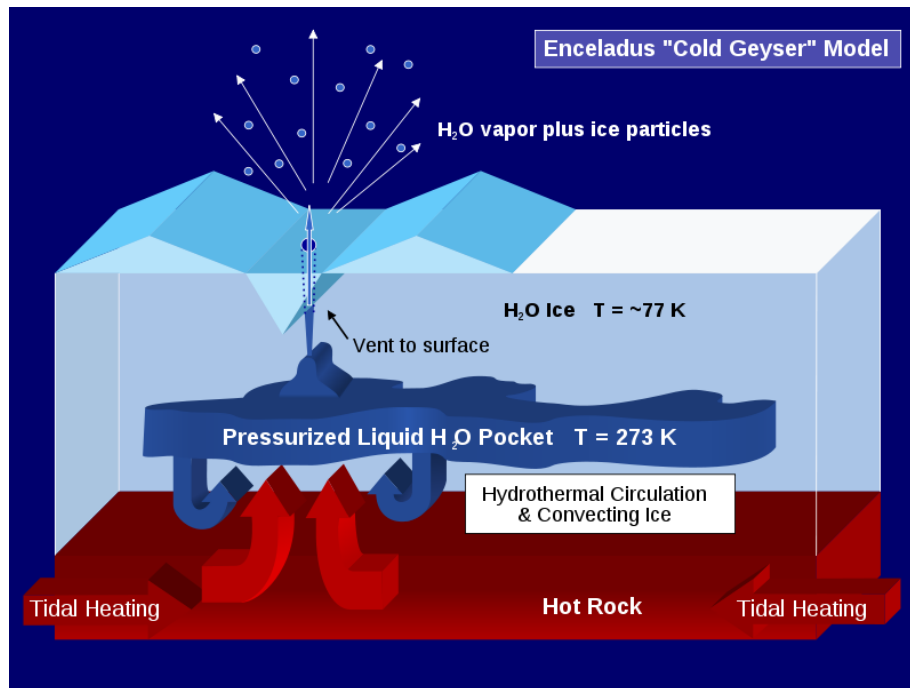 Enceladus "Cold Geyser" Model
H₂O vapor plus ice particles
H₂O Ice T = ~77 K
Vent to surface
Pressurized Liquid H₂O Pocket T = 273 K
Hydrothermal Circulation
& Convecting Ice
Tidal Heating
Hot Rock
Tidal Heating